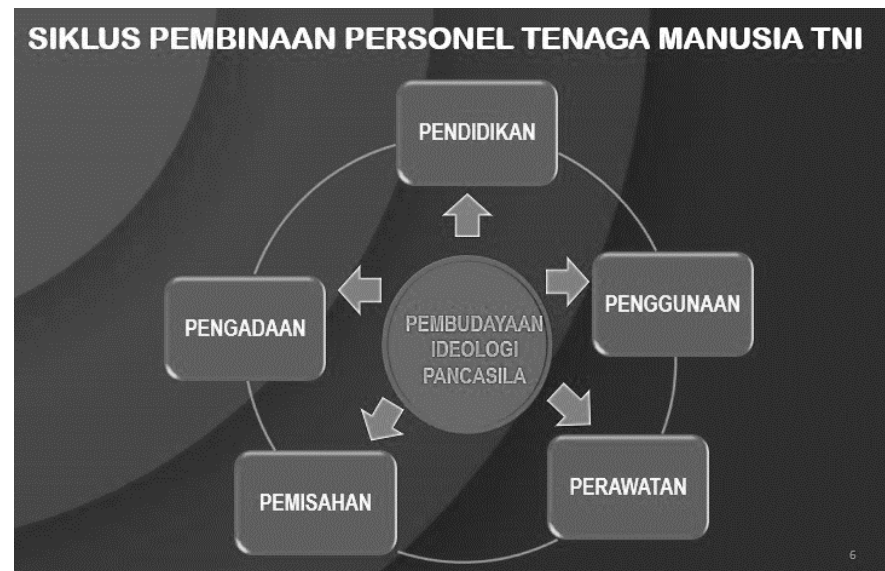 SIKLUS PEMBINAAN PERSONEL TENAGA MANUSIA TNI
PENDIDIKAN
PENGADAAN
PENGGUNAAN
PEMBUDAYAAN
IDEOLOGI
PANCASILA
PEMISAHAN
PERAWATAN
6